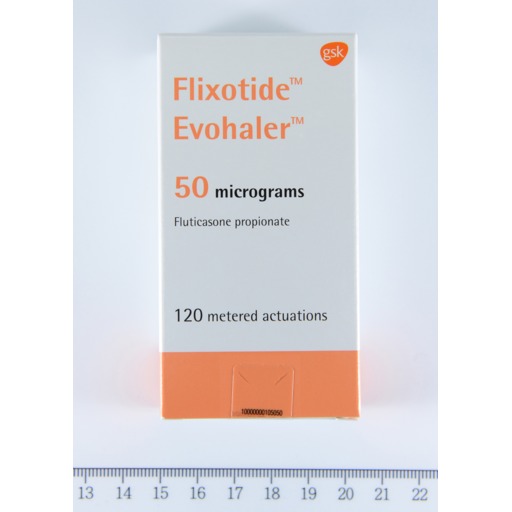 gsk
Flixotide™
Evohaler™
50 micrograms
Fluticasone propionate
120 metered actuations
10000000105050
13 14 15 16 17 18 19 20 21 22